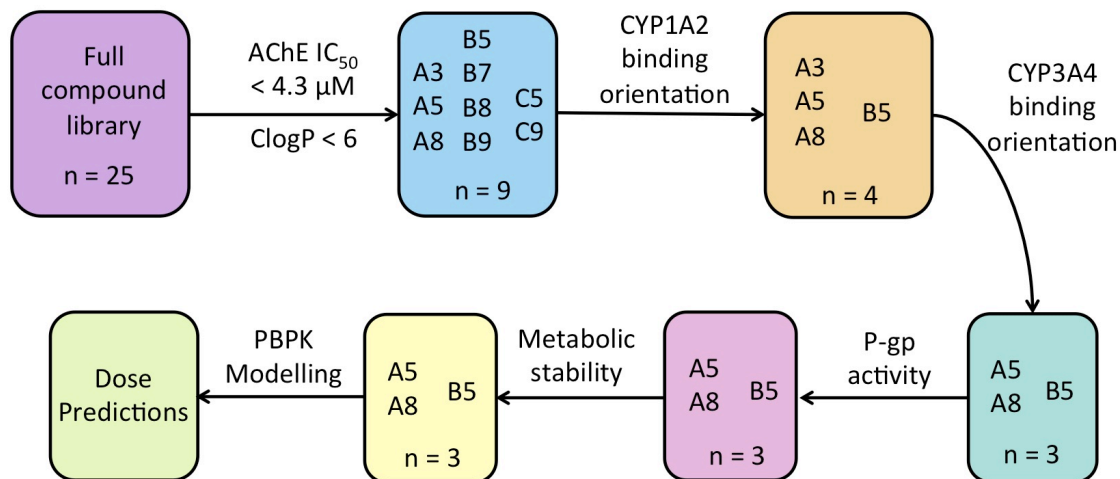 Full
compound
library
n = 25
AChE IC₅₀
< 4.3 µM
ClogP < 6
B5
A3 B7
A5 B8 C5
A8 B9 C9
n = 9
CYP1A2
binding
orientation
A3
A5 B5
A8
n = 4
CYP3A4
binding
orientation
A5 B5
A8
n = 3
P-gp
activity
A5 B5
A8
n = 3
Metabolic
stability
A5 B5
A8
n = 3
PBPK
Modelling
Dose
Predictions